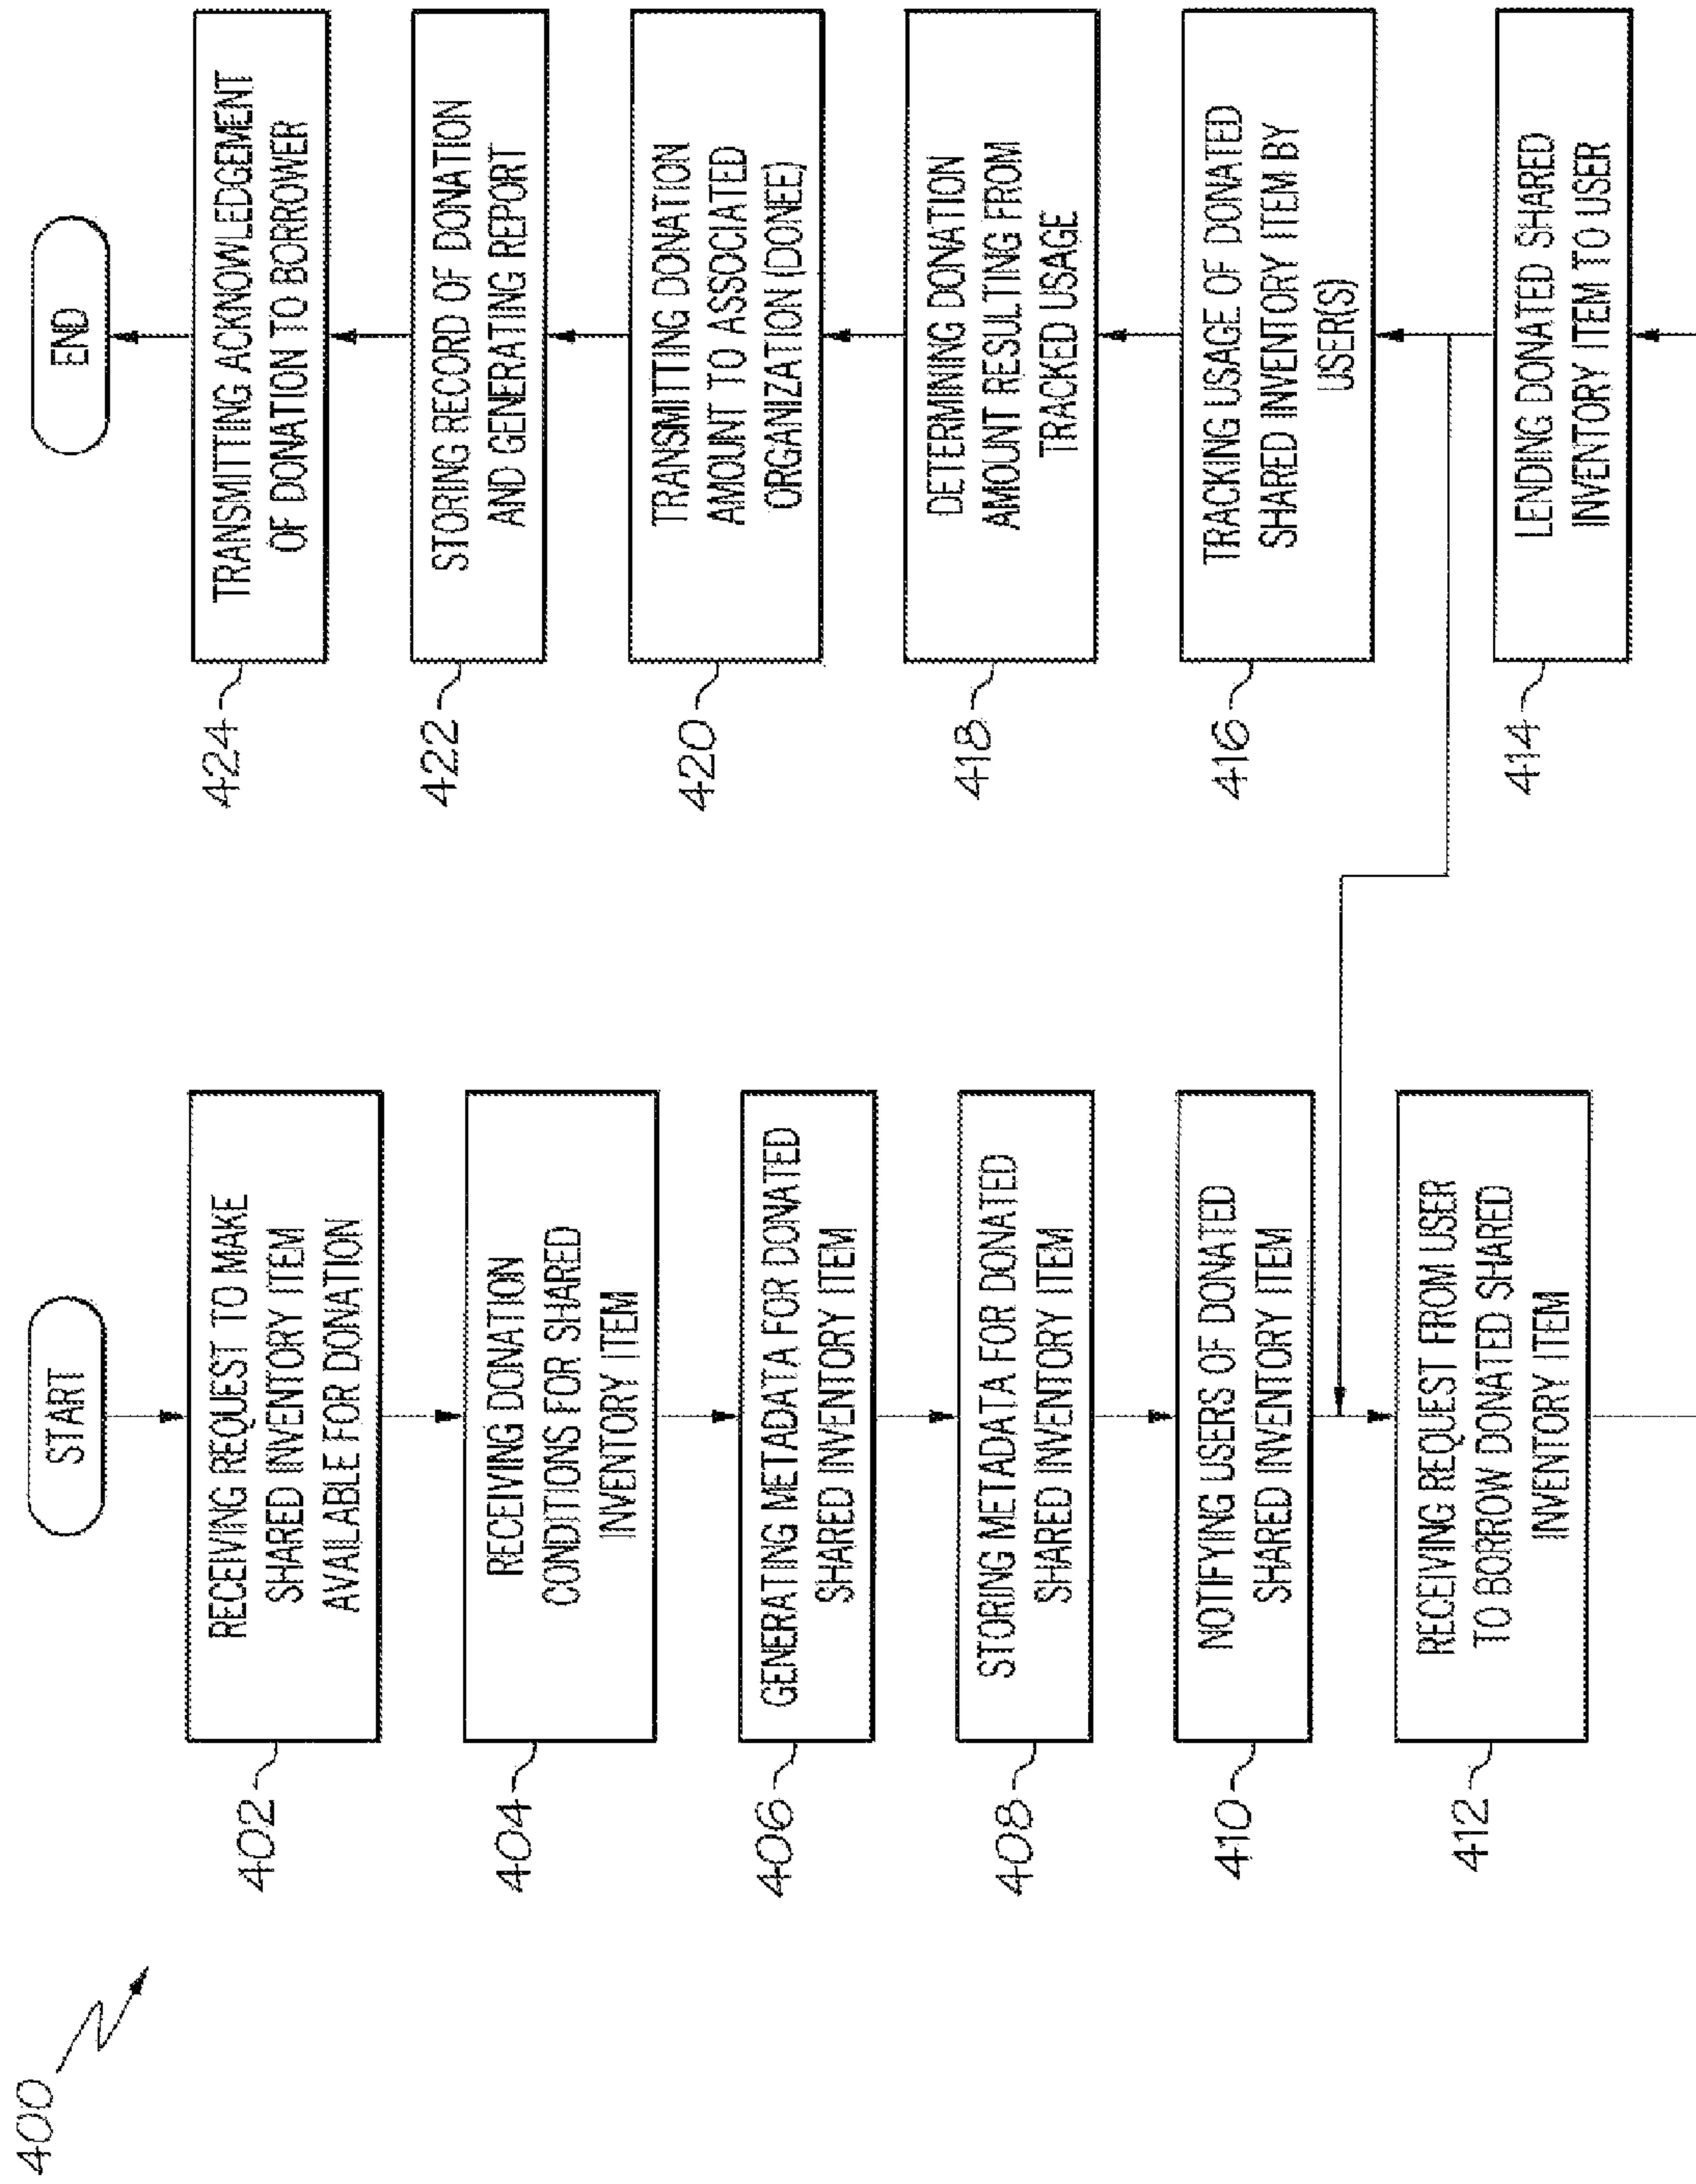 400
START
402
RECEIVING REQUEST TO MAKE
SHARED INVENTORY ITEM
AVAILABLE FOR DONATION
404
RECEIVING DONATION
CONDITIONS FOR SHARED
INVENTORY ITEM
406
GENERATING METADATA FOR DONATED
SHARED INVENTORY ITEM
408
STORING METADATA FOR DONATED
SHARED INVENTORY ITEM
410
NOTIFYING USERS OF DONATED
SHARED INVENTORY ITEM
412
RECEIVING REQUEST FROM USER
TO BORROW DONATED SHARED
INVENTORY ITEM
414
LENDING DONATED SHARED
INVENTORY ITEM TO USER
416
TRACKING USAGE OF DONATED
SHARED INVENTORY ITEM BY
USER(S)
418
DETERMINING DONATION
AMOUNT RESULTING FROM
TRACKED USAGE
420
TRANSMITTING DONATION
AMOUNT TO ASSOCIATED
ORGANIZATION (DONEE)
422
STORING RECORD OF DONATION
AND GENERATING REPORT
424
TRANSMITTING ACKNOWLEDGEMENT
OF DONATION TO BORROWER
END